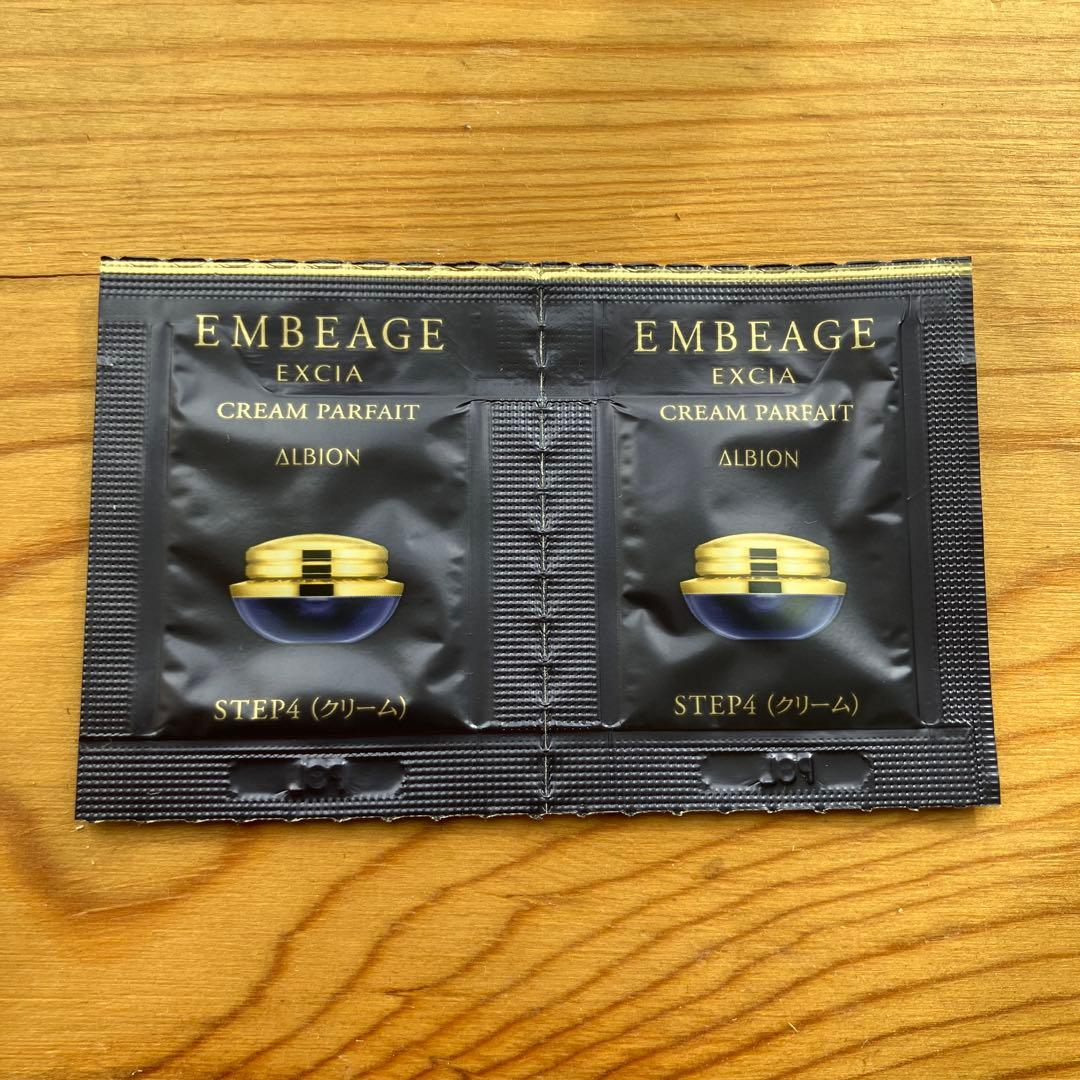 EMBEAGE
EXCIA
CREAM PARFAIT
ALBION
STEP4 (クリーム)
EMBEAGE
EXCIA
CREAM PARFAIT
ALBION
STEP4 (クリーム)